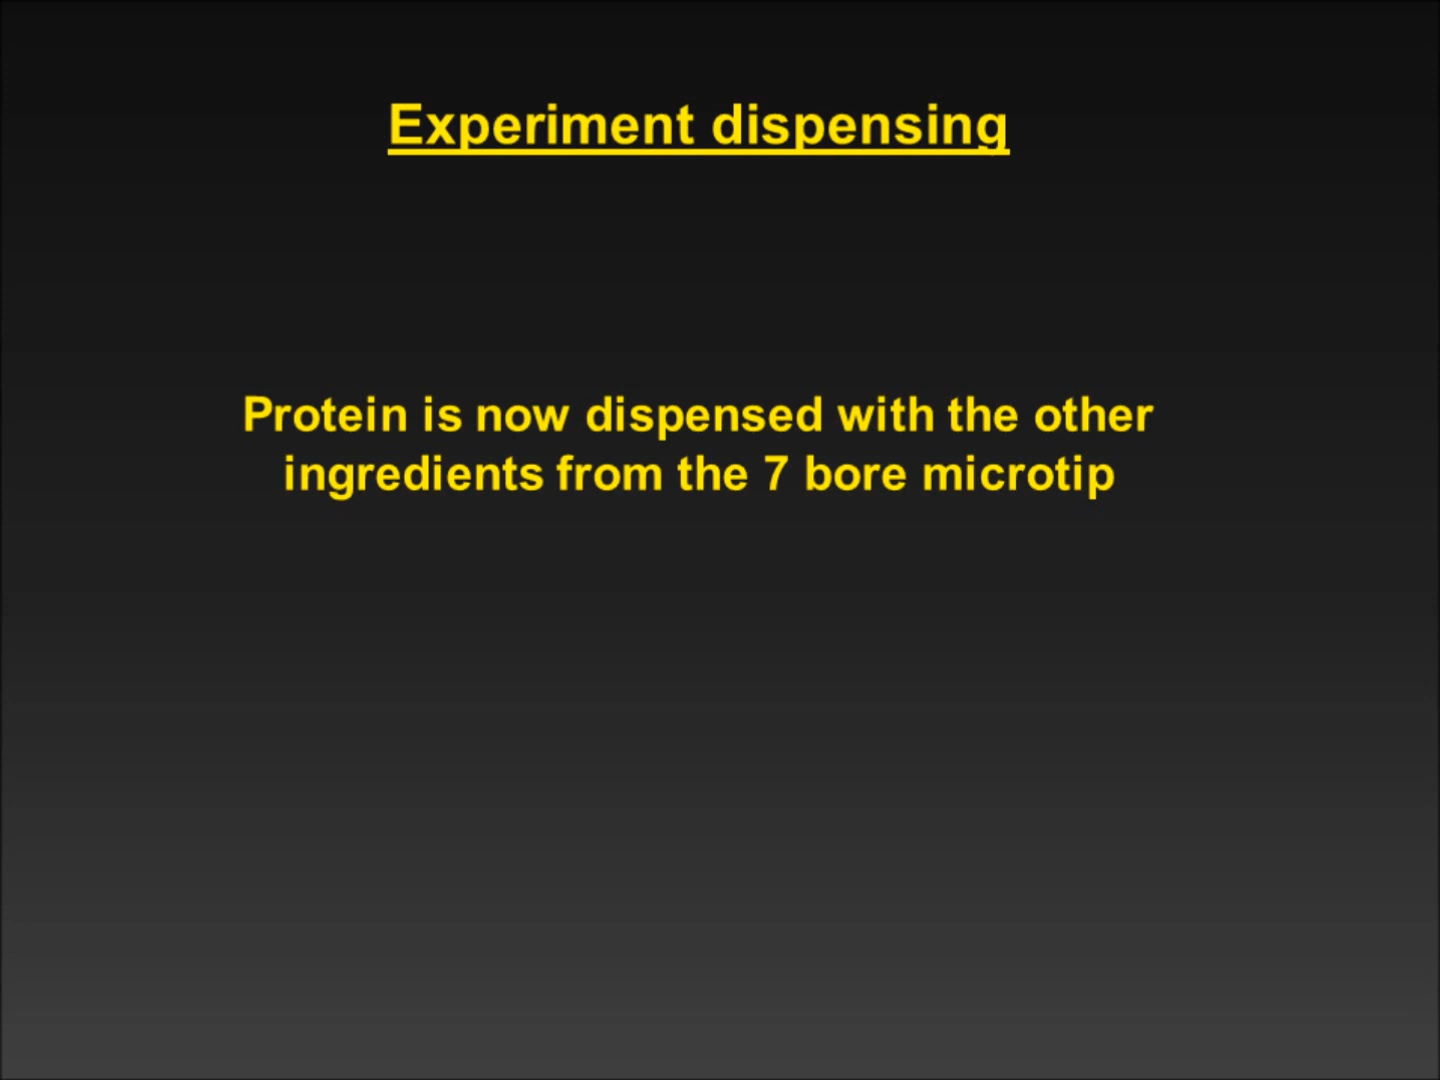 Experiment dispensing
Protein is now dispensed with the other
ingredients from the 7 bore microtip